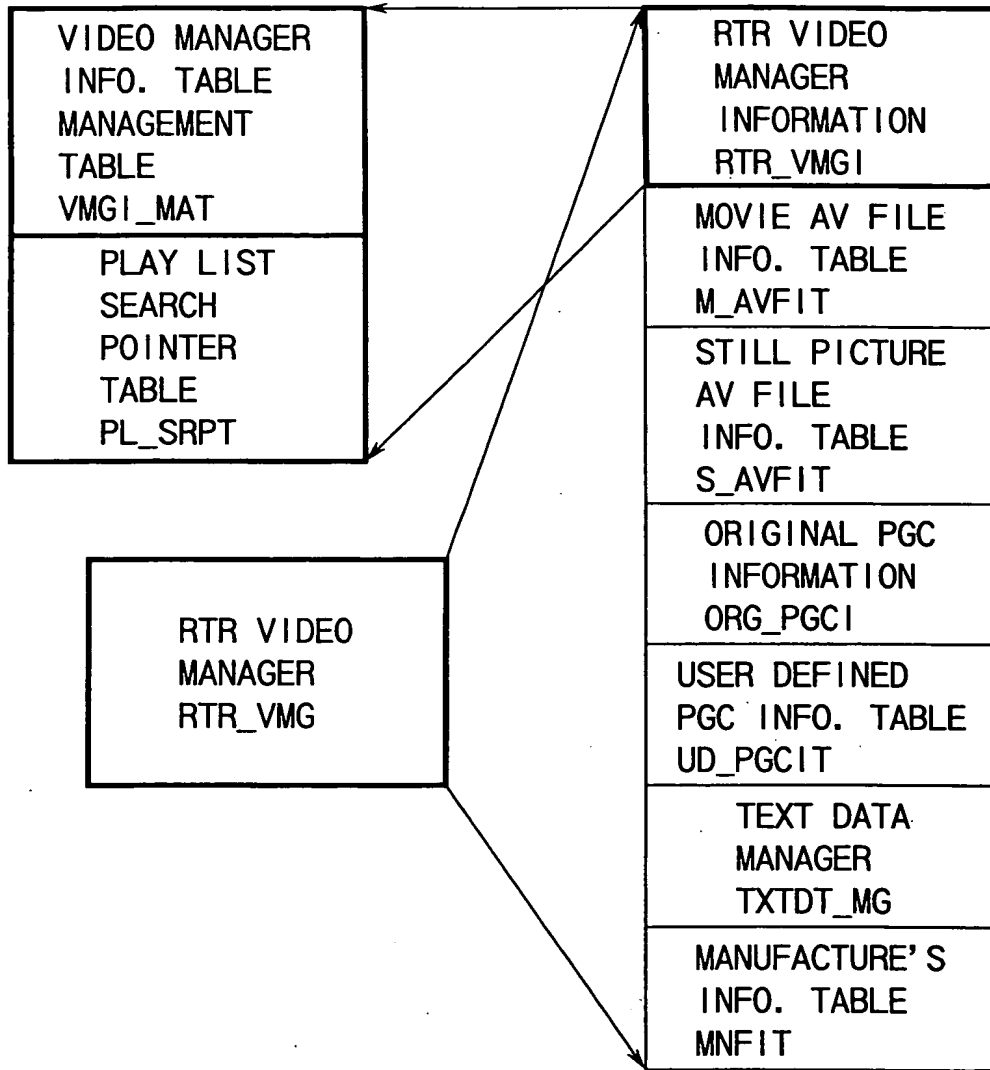 VIDEO MANAGER
INFO. TABLE
MANAGEMENT
TABLE
VMGI_MAT
PLAY LIST
SEARCH
POINTER
TABLE
PL_SRPT
RTR VIDEO
MANAGER
RTR_VMG
RTR VIDEO
MANAGER
INFORMATION
RTR_VMGI
MOVIE AV FILE
INFO. TABLE
M_AVFIT
STILL PICTURE
AV FILE
INFO. TABLE
S_AVFIT
ORIGINAL PGC
INFORMATION
ORG_PGCI
USER DEFINED
PGC INFO. TABLE
UD_PGCIT
TEXT DATA
MANAGER
TXTDT_MG
MANUFACTURE'S
INFO. TABLE
MNFIT